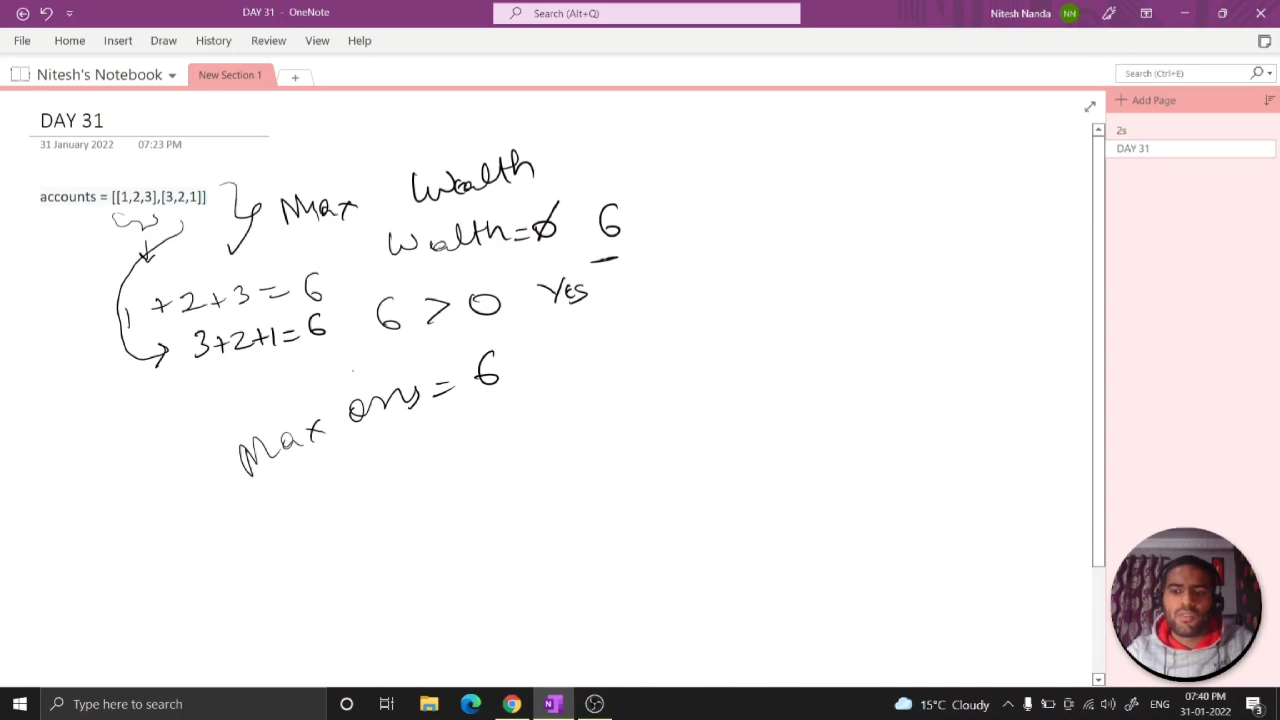 DAY 31 - OneNote
Search (Alt+Q)
Nitesh Nanda
NN
File Home Insert Draw History Review View Help
Nitesh's Notebook
New Section 1
+
Search (Ctrl+E)
Add Page
2s
DAY 31
DAY 31
31 January 2022 07:23 PM
accounts = [[1,2,3],[3,2,1]]
Max Wealth
Wealth=0 6
1+2+3=6
6 > 0 YES
3+2+1=6
Max ans = 6
Type here to search
15°C Cloudy
ENG
07:40 PM
31-01-2022
3